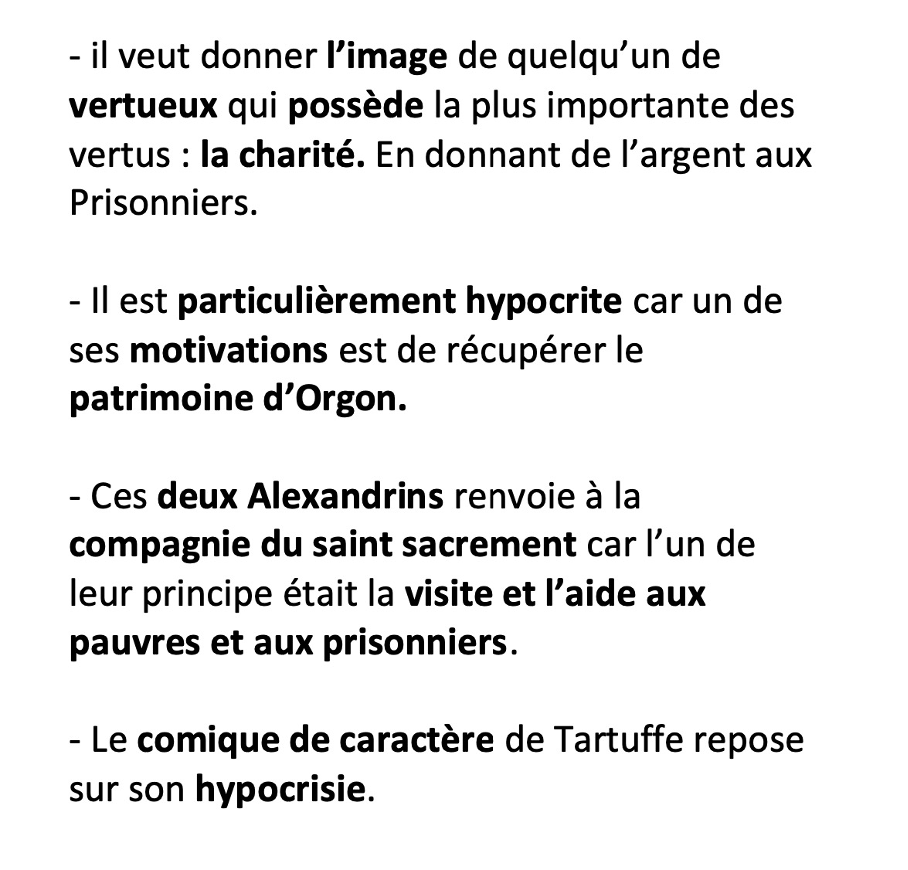 - il veut donner l’image de quelqu’un de
vertueux qui possède la plus importante des
vertus : la charité. En donnant de l’argent aux
Prisonniers.
- Il est particulièrement hypocrite car un de
ses motivations est de récupérer le
patrimoine d’Orgon.
- Ces deux Alexandrins renvoie à la
compagnie du saint sacrement car l’un de
leur principe était la visite et l’aide aux
pauvres et aux prisonniers.
- Le comique de caractère de Tartuffe repose
sur son hypocrisie.